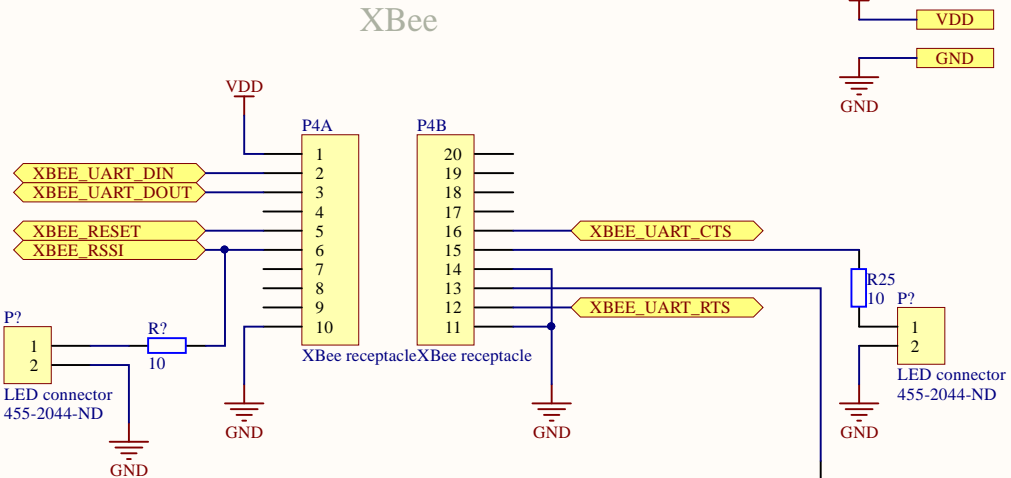 XBee
VDD
GND
GND
VDD
P4A
P4B
1
2
3
4
5
6
7
8
9
10
20
19
18
17
16
15
14
13
12
11
XBEE_UART_DIN
XBEE_UART_DOUT
XBEE_RESET
XBEE_RSSI
XBEE_UART_CTS
XBEE_UART_RTS
XBee receptacle
XBee receptacle
R25
10
P?
1
2
LED connector
455-2044-ND
P?
1
2
LED connector
455-2044-ND
R?
10
GND
GND
GND
GND